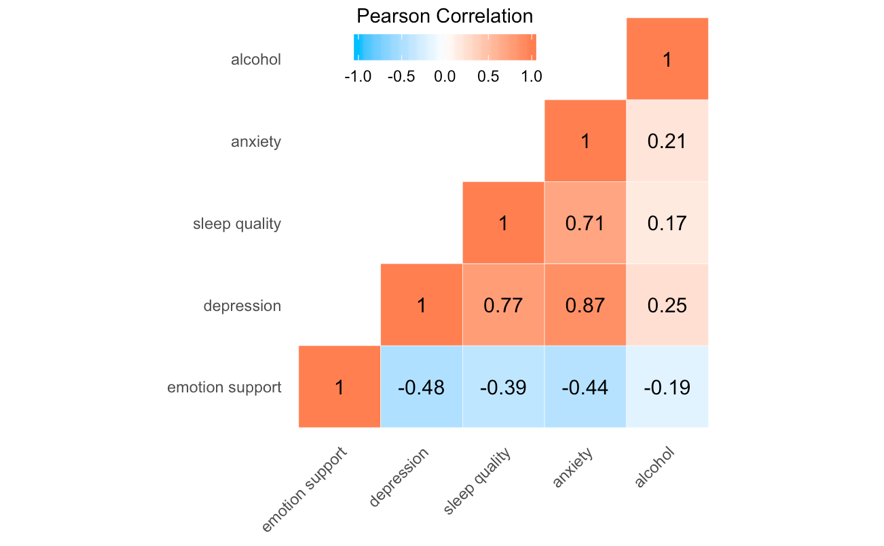 Pearson Correlation
-1.0 -0.5 0.0 0.5 1.0
alcohol 1
anxiety 1 0.21
sleep quality 1 0.71 0.17
depression 1 0.77 0.87 0.25
emotion support 1 -0.48 -0.39 -0.44 -0.19
emotion support depression sleep quality anxiety alcohol